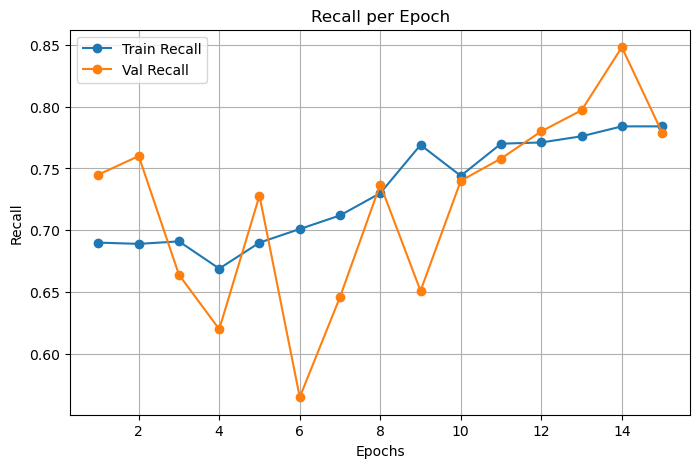 Recall per Epoch
Train Recall
Val Recall
0.85
0.80
0.75
0.70
0.65
0.60
Recall
2 4 6 8 10 12 14
Epochs